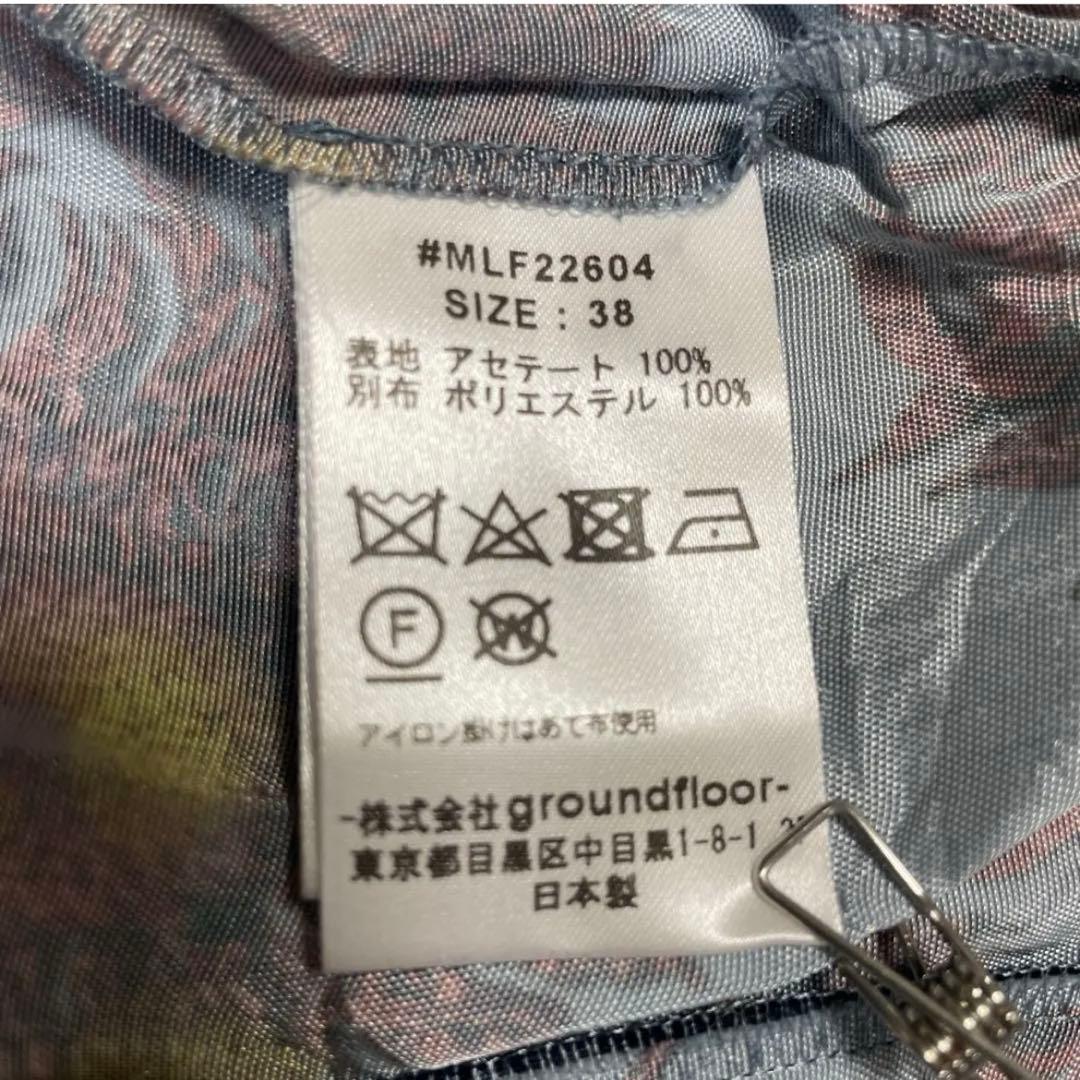 #MLF22604
SIZE : 38
表地 アセテート 100%
別布 ポリエステル 100%
F
W
アイロン掛けはあて布使用
-株式会社groundfloor-
東京都目黒区中目黒1-8-1
日本製